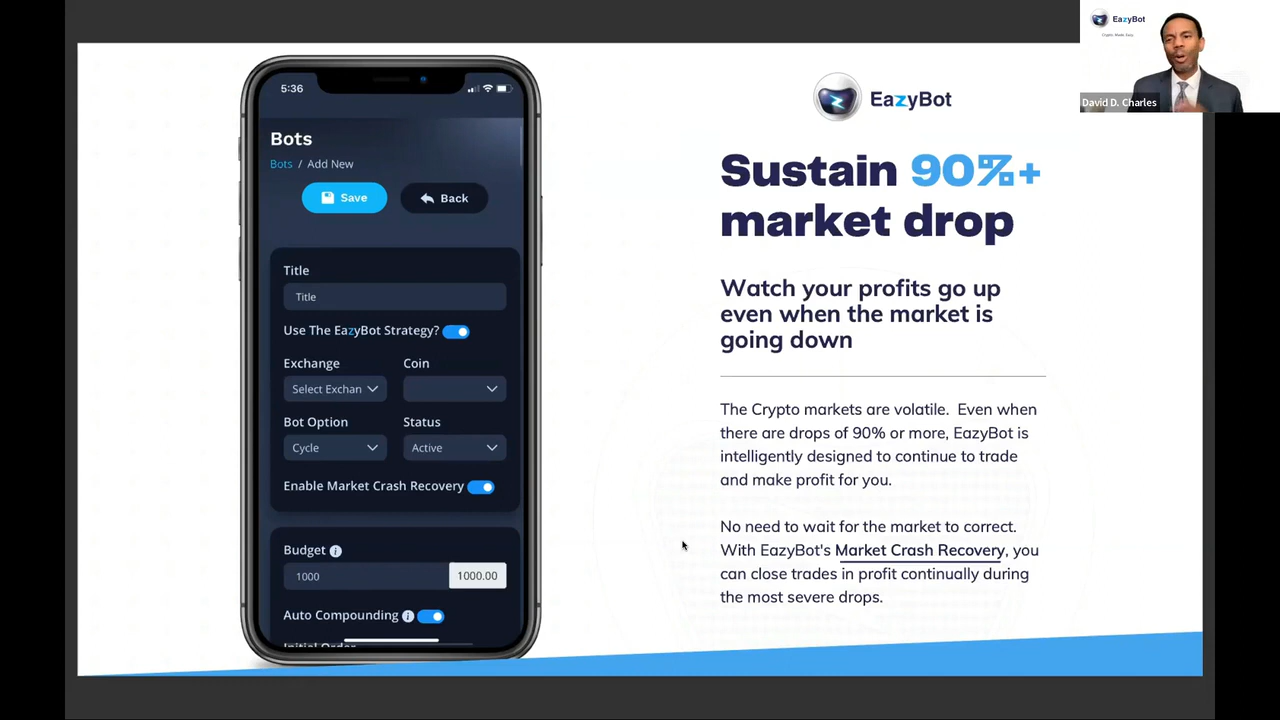 5:36
Bots
Bots / Add New
Save
Back
Title
Title
Use The EazyBot Strategy?
Exchange
Coin
Select Exchan
Bot Option
Status
Cycle
Active
Enable Market Crash Recovery
Budget
1000
1000.00
Auto Compounding
Initial Order
EazyBot
Sustain 90%+
market drop
Watch your profits go up
even when the market is
going down
The Crypto markets are volatile. Even when
there are drops of 90% or more, EazyBot is
intelligently designed to continue to trade
and make profit for you.
No need to wait for the market to correct.
With EazyBot's Market Crash Recovery, you
can close trades in profit continually during
the most severe drops.
EazyBot
Crypto Made Eazy
David D. Charles